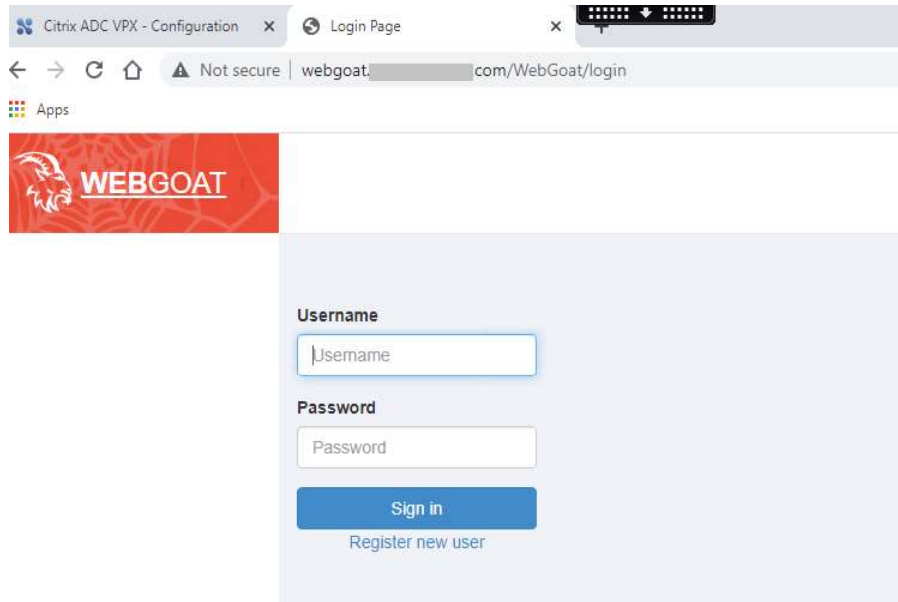 Citrix ADC VPX - Configuration
Login Page
Not secure | webgoat. com/WebGoat/login
Apps
WEBGOAT
Username
Username
Password
Password
Sign in
Register new user